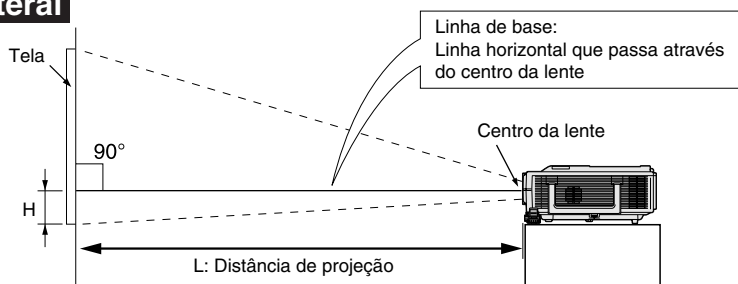 teral
Linha de base:
Linha horizontal que passa através
do centro da lente
Tela
Centro da lente
90°
H
L: Distância de projeção